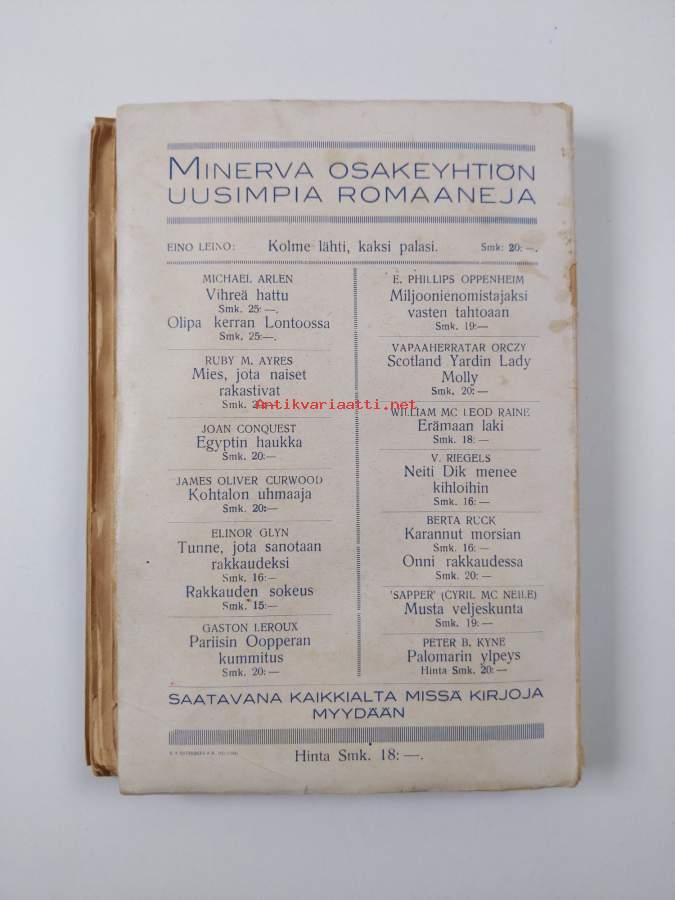 MINERVA OSAKEYHTIÖN
UUSIMPIA ROMAANEJA
EINO LEINO: Kolme lähti, kaksi palasi. Smk: 20: —.
MICHAEL ARLEN
Vihreä hattu
Smk. 25: —.
Olipa kerran Lontoossa
Smk. 25:—.
RUBY M. AYRES
Mies, jota naiset
rakastivat
Smk.
JOAN CONQUEST
Egyptin haukka
Smk. 20:—
JAMES OLIVER CURWOOD
Kohtalon uhmaaja
Smk. 20:—
ELINOR GLYN
Tunne, jota sanotaan
rakkaudeksi
Smk. 16:—
Rakkauden sokeus
Smk. 15:—
GASTON LEROUX
Pariisin Oopperan
kummitus
Smk. 20: —
E. PHILLIPS OPPENHEIM
Miljoonienomistajaksi
vasten tahtoaan
Smk. 19:—
VAPAAHERRATAR ORCZY
Scotland Yardin Lady
Molly
Smk. 20: —
WILLIAM MC LEOD RAINE
Erämaan laki
Smk. 18: —
V. RIEGELS
Neiti Dik menee
kihloihin
Smk. 16: —
BERTA RUCK
Karannut morsian
Smk. 16: —
Onni rakkaudessa
Smk. 20: —
'SAPPER' (CYRIL MC NEILE)
Musta veljeskunta
Smk. 19: —
PETER B. KYNE
Palomarin ylpeys
Hinta Smk. 20: —
SAATAVANA KAIKKIALTA MISSÄ KIRJOJA
MYYDÄÄN
Hinta Smk. 18: —.
Antikvariaatti.net